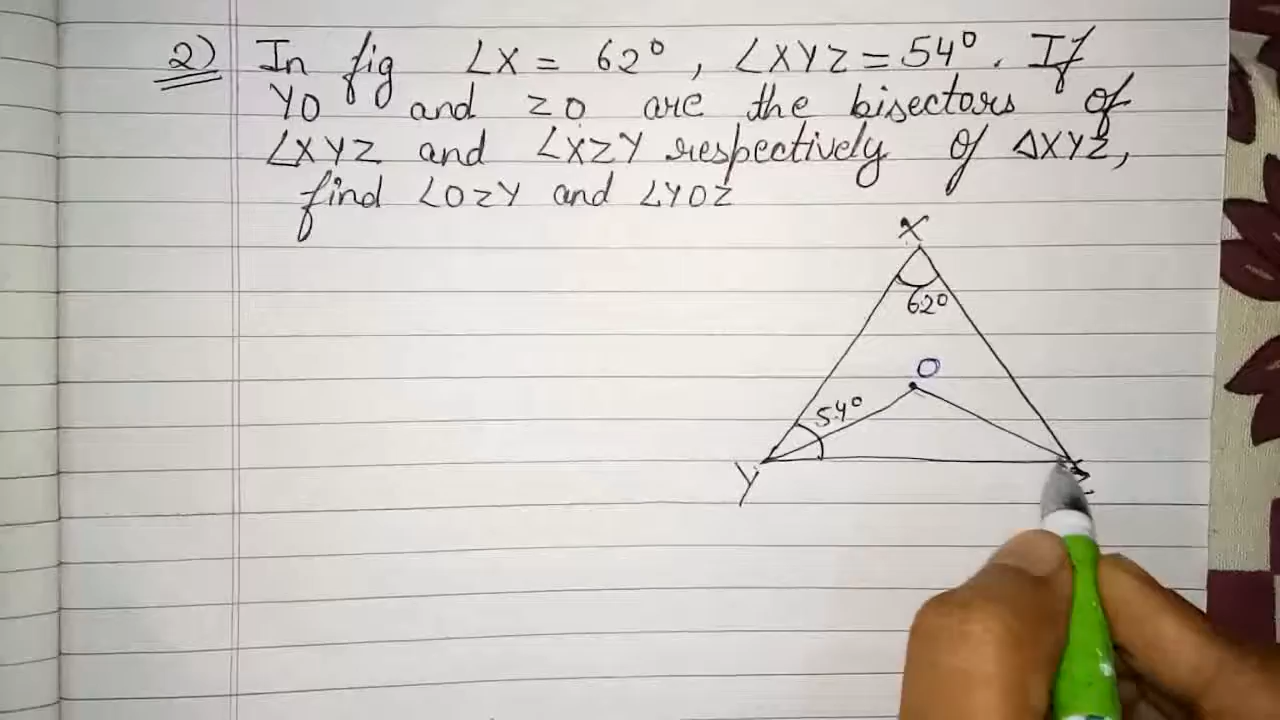 2) In fig ∠X = 62°, ∠XYZ = 54°. If
YO and ZO are the bisectors of
∠XYZ and ∠XZY respectively of ΔXYZ,
find ∠OZY and ∠YOZ
X
62°
O
54°
Y